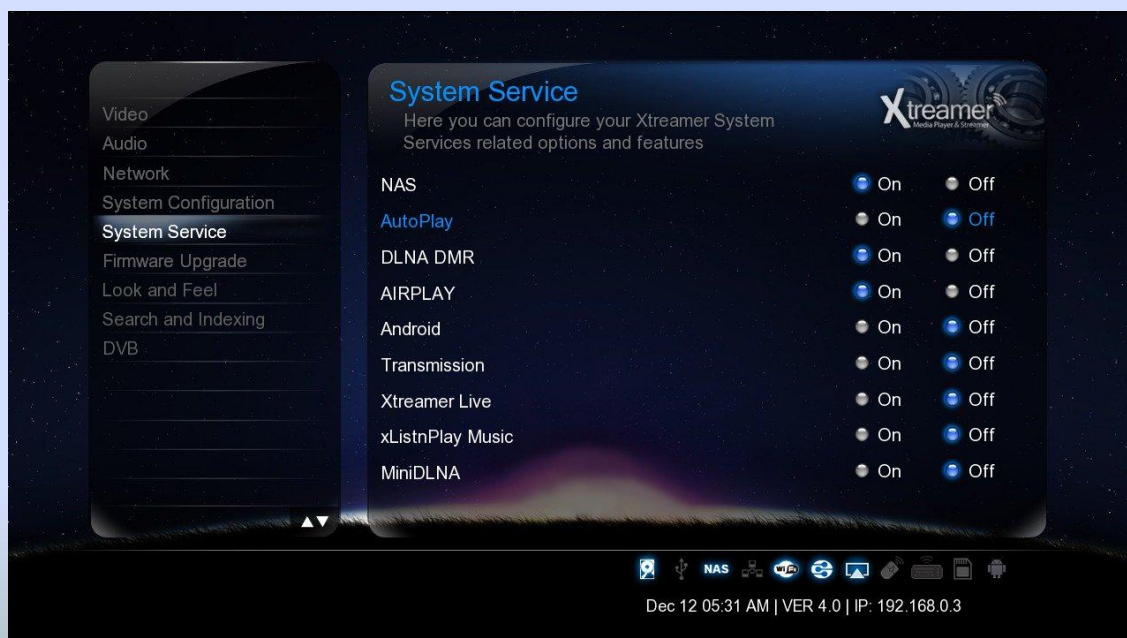 Video
Audio
Network
System Configuration
System Service
Firmware Upgrade
Look and Feel
Search and Indexing
DVB
System Service
Here you can configure your Xtreamer System
Services related options and features
Xtreamer
Media Player & Streamer
NAS On Off
AutoPlay On Off
DLNA DMR On Off
AIRPLAY On Off
Android On Off
Transmission On Off
Xtreamer Live On Off
xListnPlay Music On Off
MiniDLNA On Off
NAS WiFi
Dec 12 05:31 AM | VER 4.0 | IP: 192.168.0.3